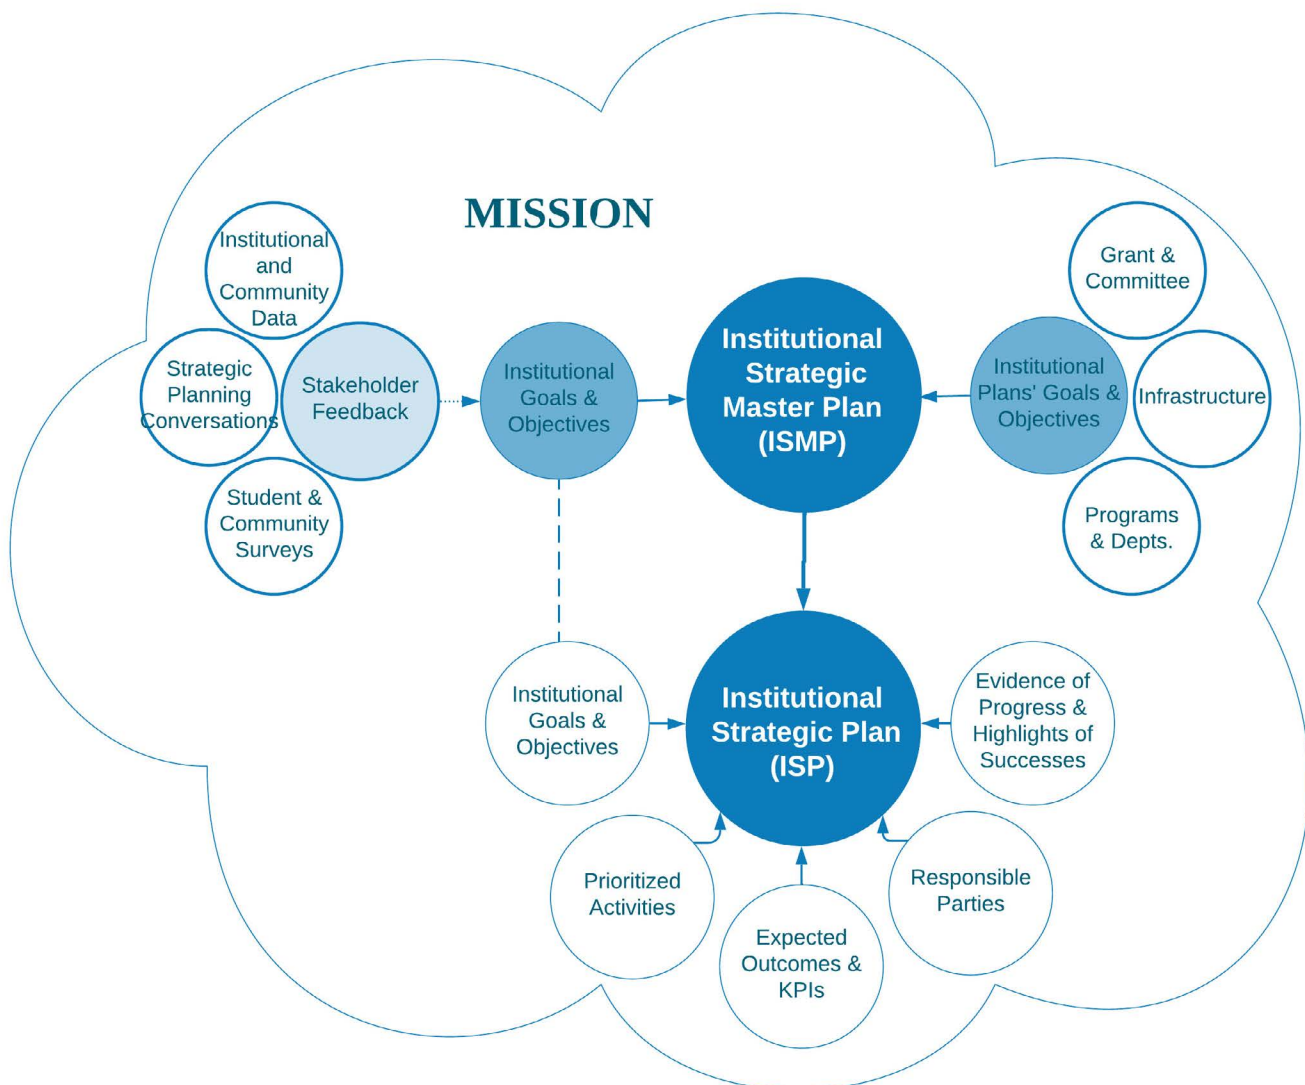 MISSION
Institutional
and
Community
Data
Strategic
Planning
Conversations
Stakeholder
Feedback
Student &
Community
Surveys
Institutional
Goals &
Objectives
Institutional
Strategic
Master Plan
(ISMP)
Institutional
Plans' Goals &
Objectives
Grant &
Committee
Infrastructure
Programs
& Depts.
Institutional
Goals &
Objectives
Institutional
Strategic Plan
(ISP)
Evidence of
Progress &
Highlights of
Successes
Prioritized
Activities
Expected
Outcomes &
KPIs
Responsible
Parties